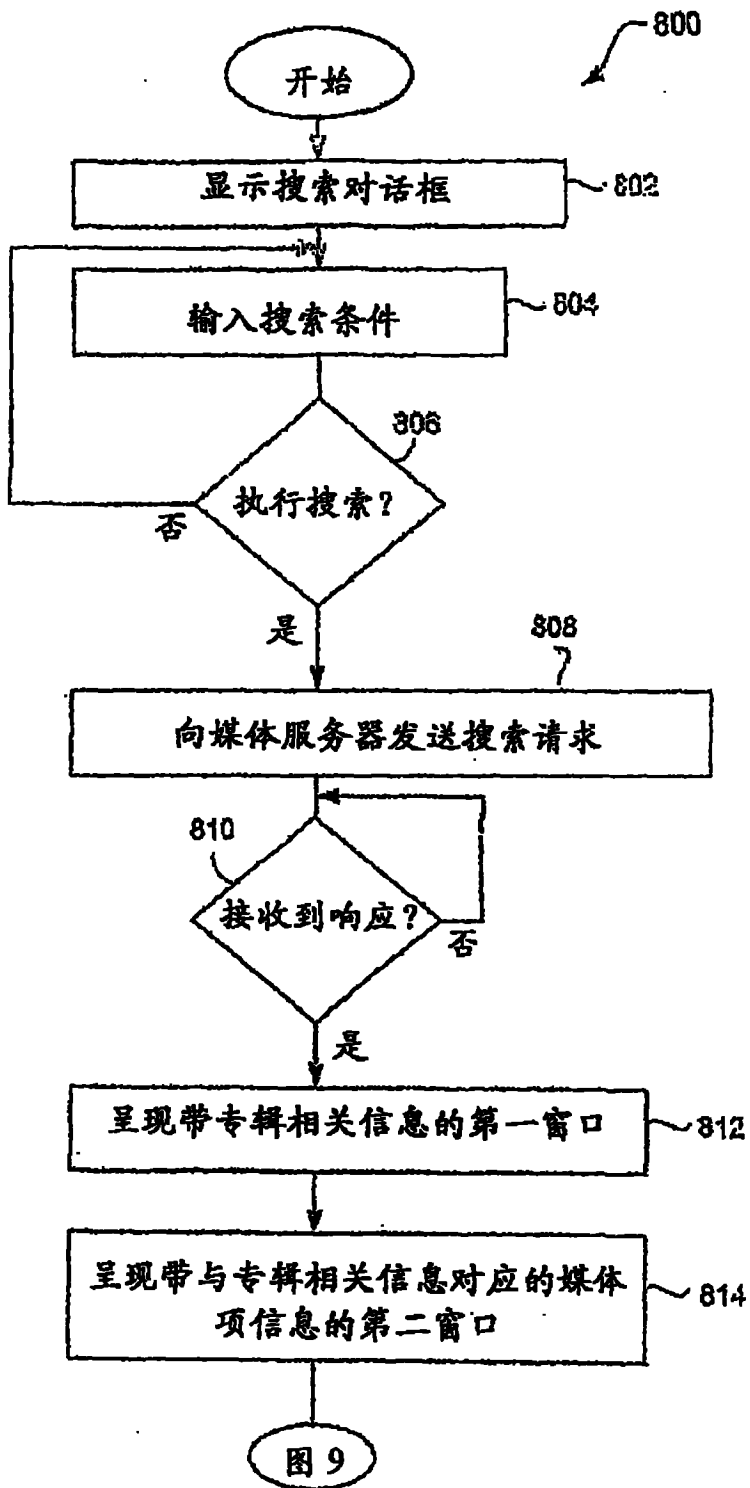 800
开始
显示搜索对话框
802
输入搜索条件
804
806
执行搜索?
否
是
808
向媒体服务器发送搜索请求
810
接收到响应?
否
是
呈现带专辑相关信息的第一窗口
812
呈现带与专辑相关信息对应的媒体
项信息的第二窗口
814
图 9